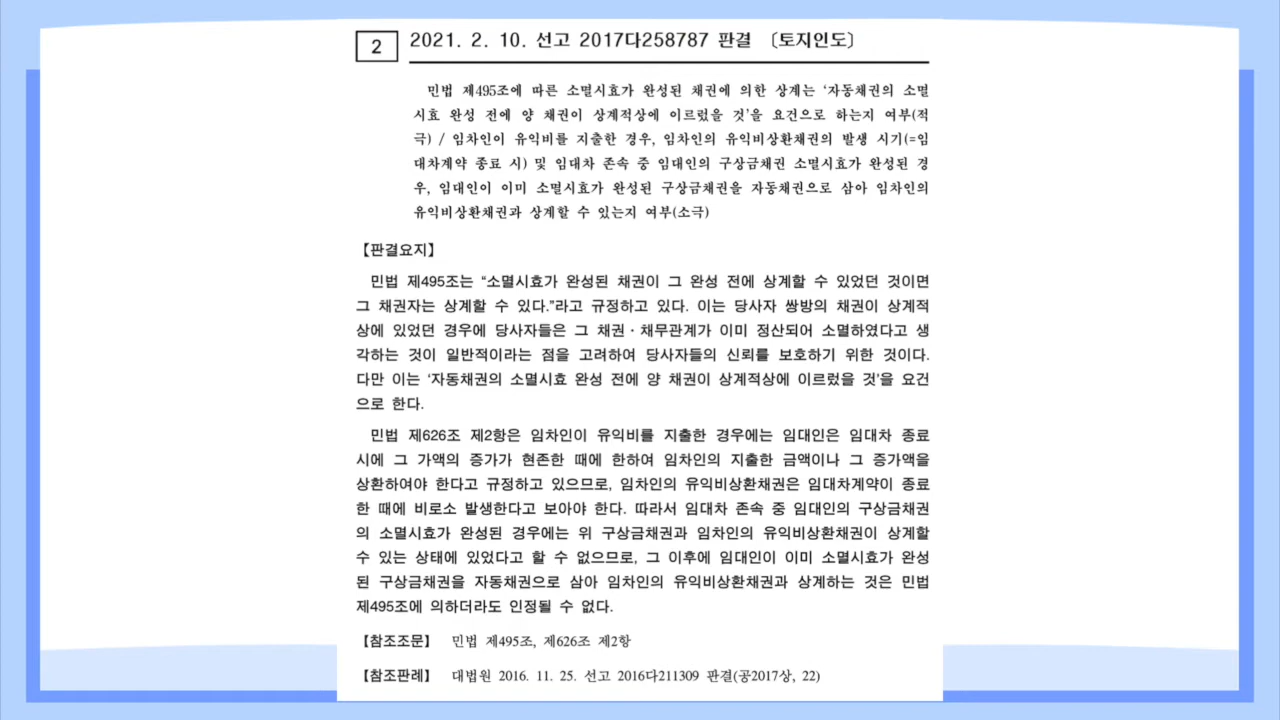 2
2021. 2. 10. 선고 2017다258787 판결 〔토지인도〕
민법 제495조에 따른 소멸시효가 완성된 채권에 의한 상계는 ‘자동채권의 소멸
시효 완성 전에 양 채권이 상계적상에 이르렀을 것’을 요건으로 하는지 여부(적
극) / 임차인이 유익비를 지출한 경우, 임차인의 유익비상환채권의 발생 시기(=임
대차계약 종료 시) 및 임대차 존속 중 임대인의 구상금채권 소멸시효가 완성된 경
우, 임대인이 이미 소멸시효가 완성된 구상금채권을 자동채권으로 삼아 임차인의
유익비상환채권과 상계할 수 있는지 여부(소극)
【판결요지】
민법 제495조는 “소멸시효가 완성된 채권이 그 완성 전에 상계할 수 있었던 것이면
그 채권자는 상계할 수 있다.”라고 규정하고 있다. 이는 당사자 쌍방의 채권이 상계적
상에 있었던 경우에 당사자들은 그 채권·채무관계가 이미 정산되어 소멸하였다고 생
각하는 것이 일반적이라는 점을 고려하여 당사자들의 신뢰를 보호하기 위한 것이다.
다만 이는 ‘자동채권의 소멸시효 완성 전에 양 채권이 상계적상에 이르렀을 것’을 요건
으로 한다.
민법 제626조 제2항은 임차인이 유익비를 지출한 경우에는 임대인은 임대차 종료
시에 그 가액의 증가가 현존한 때에 한하여 임차인의 지출한 금액이나 그 증가액을
상환하여야 한다고 규정하고 있으므로, 임차인의 유익비상환채권은 임대차계약이 종료
한 때에 비로소 발생한다고 보아야 한다. 따라서 임대차 존속 중 임대인의 구상금채권
의 소멸시효가 완성된 경우에는 위 구상금채권과 임차인의 유익비상환채권이 상계할
수 있는 상태에 있었다고 할 수 없으므로, 그 이후에 임대인이 이미 소멸시효가 완성
된 구상금채권을 자동채권으로 삼아 임차인의 유익비상환채권과 상계하는 것은 민법
제495조에 의하더라도 인정될 수 없다.
【참조조문】 민법 제495조, 제626조 제2항
【참조판례】 대법원 2016. 11. 25. 선고 2016다211309 판결(공2017상, 22)